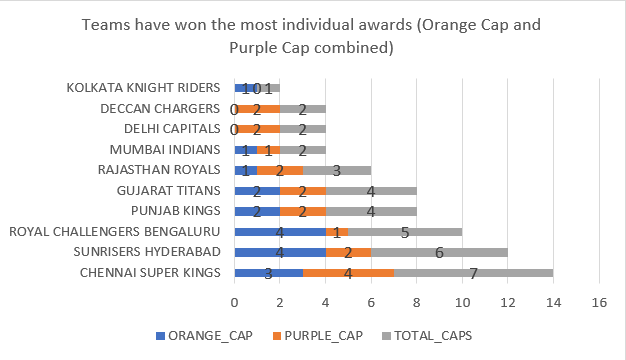 Teams have won the most individual awards (Orange Cap and
Purple Cap combined)
KOLKATA KNIGHT RIDERS 1 0 1
DECCAN CHARGERS 0 2 2
DELHI CAPITALS 0 2 2
MUMBAI INDIANS 1 1 2
RAJASTHAN ROYALS 1 2 3
GUJARAT TITANS 2 2 4
PUNJAB KINGS 2 2 4
ROYAL CHALLENGERS BENGALURU 4 1 5
SUNRISERS HYDERABAD 4 2 6
CHENNAI SUPER KINGS 3 4 7
0 2 4 6 8 10 12 14 16
ORANGE_CAP PURPLE_CAP TOTAL_CAPS